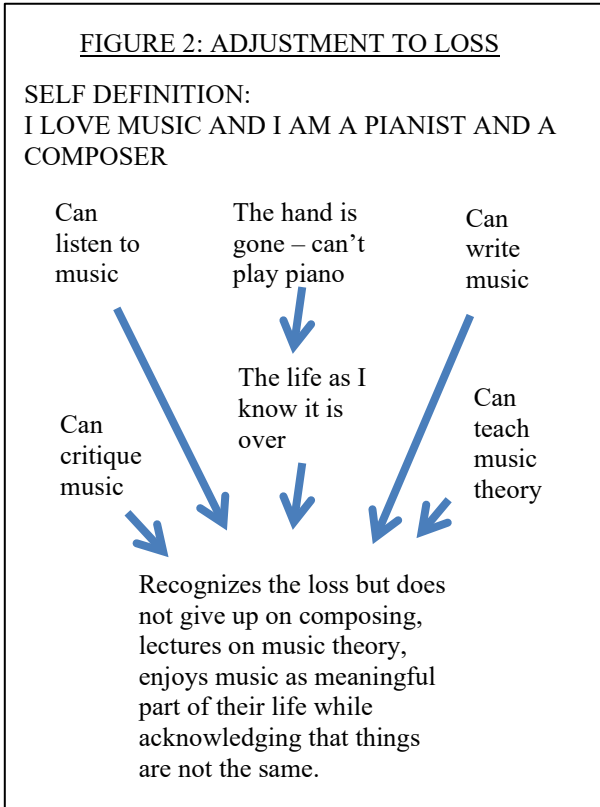 FIGURE 2: ADJUSTMENT TO LOSS
SELF DEFINITION:
I LOVE MUSIC AND I AM A PIANIST AND A
COMPOSER
Can
listen to
music
The hand is
gone – can’t
play piano
Can
write
music
The life as I
know it is
over
Can
critique
music
Can
teach
music
theory
Recognizes the loss but does
not give up on composing,
lectures on music theory,
enjoys music as meaningful
part of their life while
acknowledging that things
are not the same.